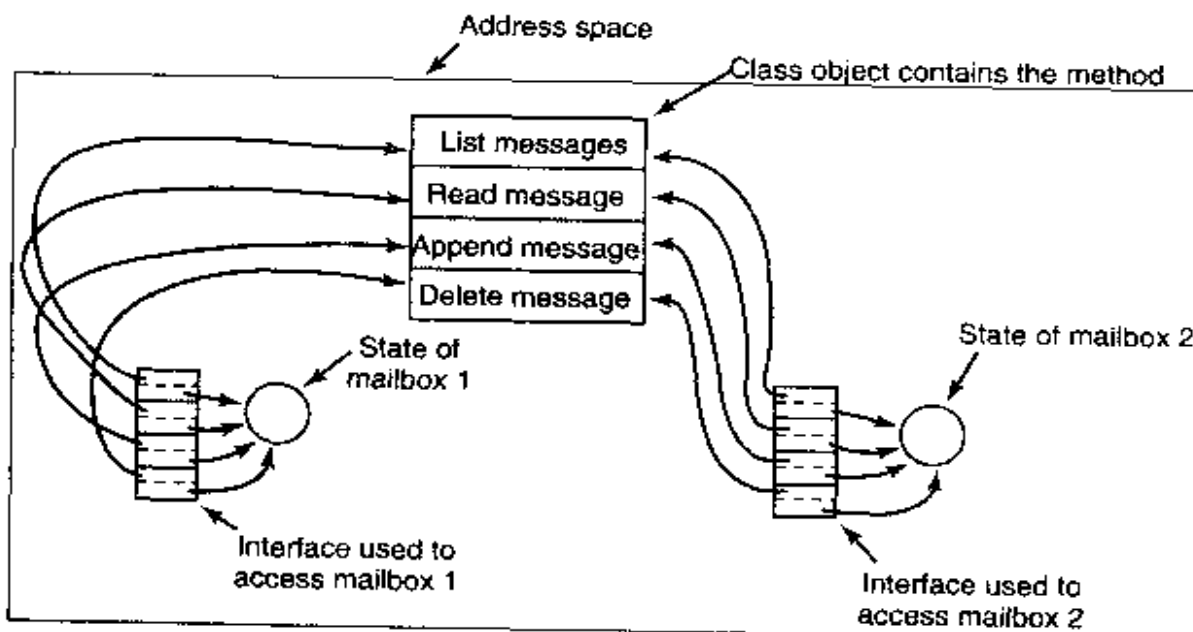 Address space
Class object contains the method
List messages
Read message
Append message
Delete message
State of
mailbox 1
State of mailbox 2
Interface used to
access mailbox 1
Interface used to
access mailbox 2